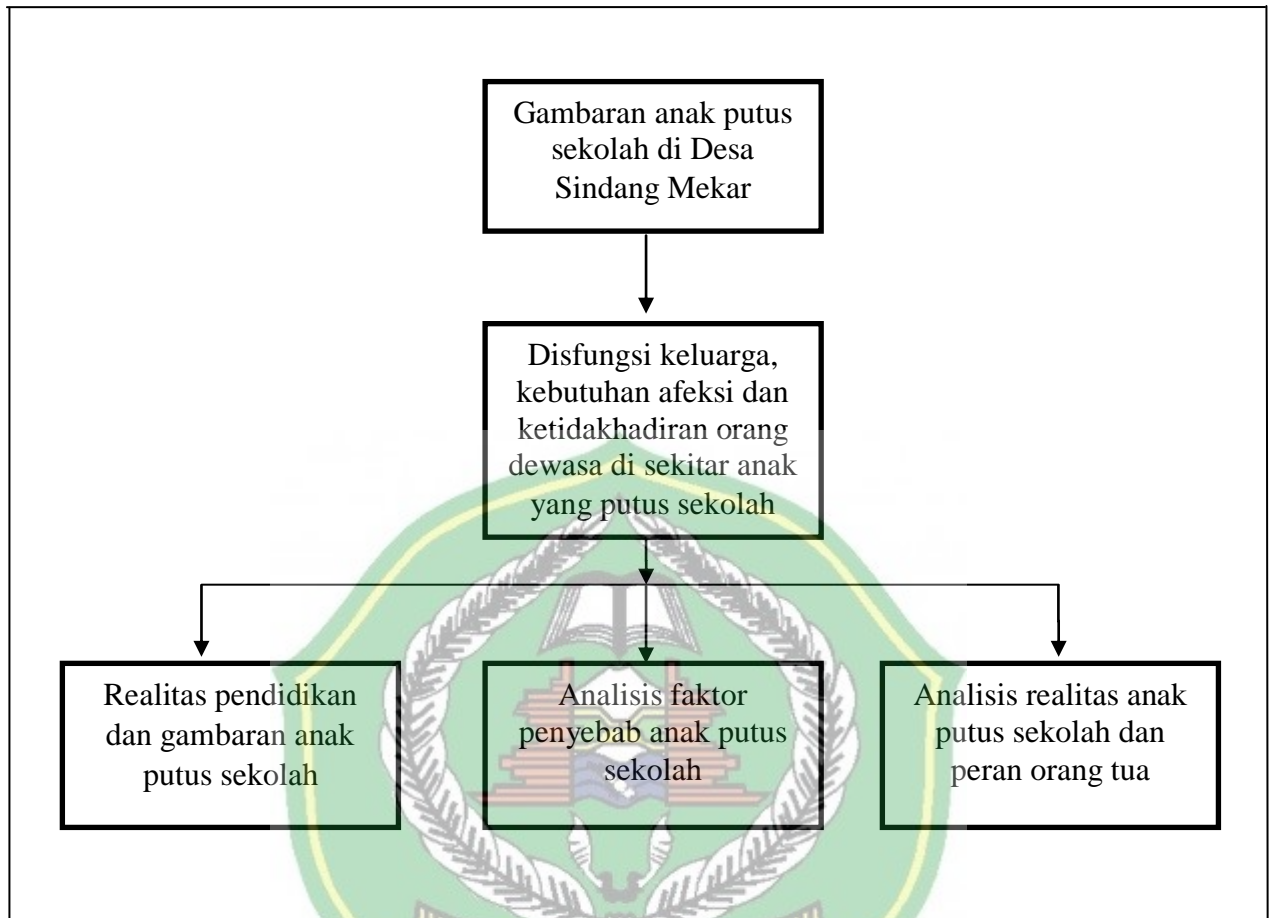 Gambaran anak putus
sekolah di Desa
Sindang Mekar
Disfungsi keluarga,
kebutuhan afeksi dan
ketidakhadiran orang
dewasa di sekitar anak
yang putus sekolah
Realitas pendidikan
dan gambaran anak
putus sekolah
Analisis faktor
penyebab anak putus
sekolah
Analisis realitas anak
putus sekolah dan
peran orang tua